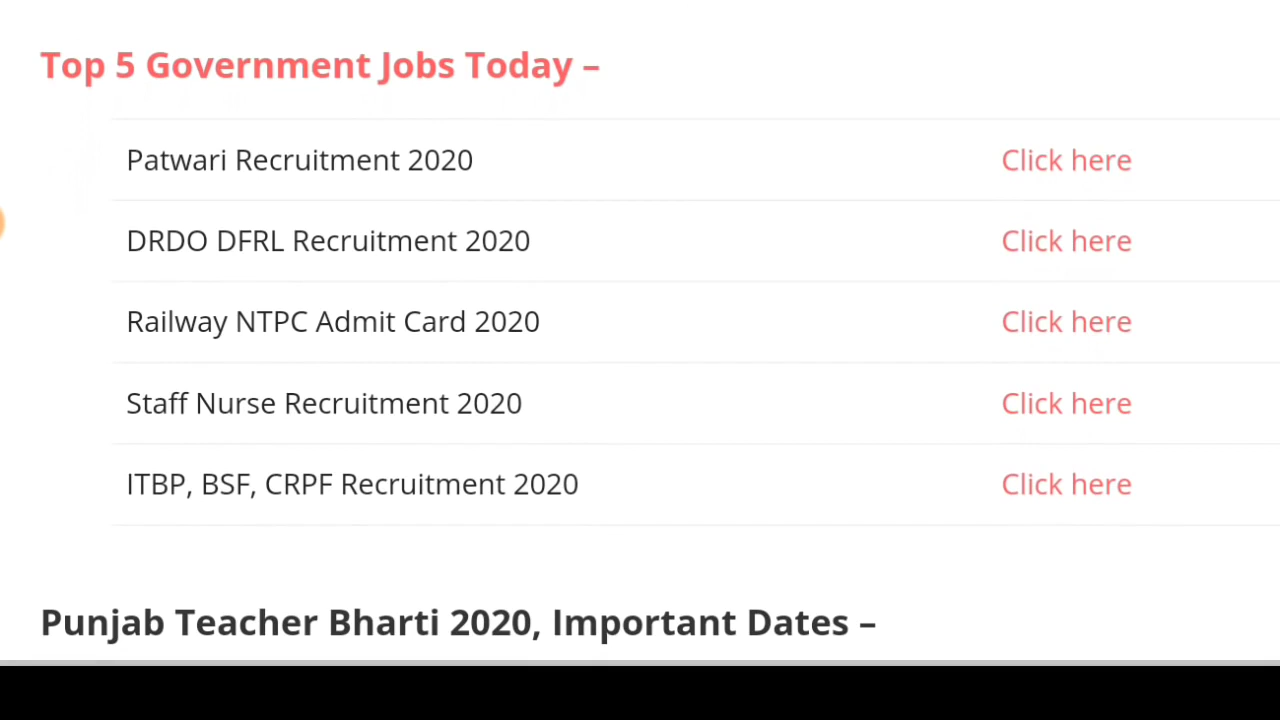 Top 5 Government Jobs Today –
Patwari Recruitment 2020 Click here
DRDO DFRL Recruitment 2020 Click here
Railway NTPC Admit Card 2020 Click here
Staff Nurse Recruitment 2020 Click here
ITBP, BSF, CRPF Recruitment 2020 Click here
Punjab Teacher Bharti 2020, Important Dates –